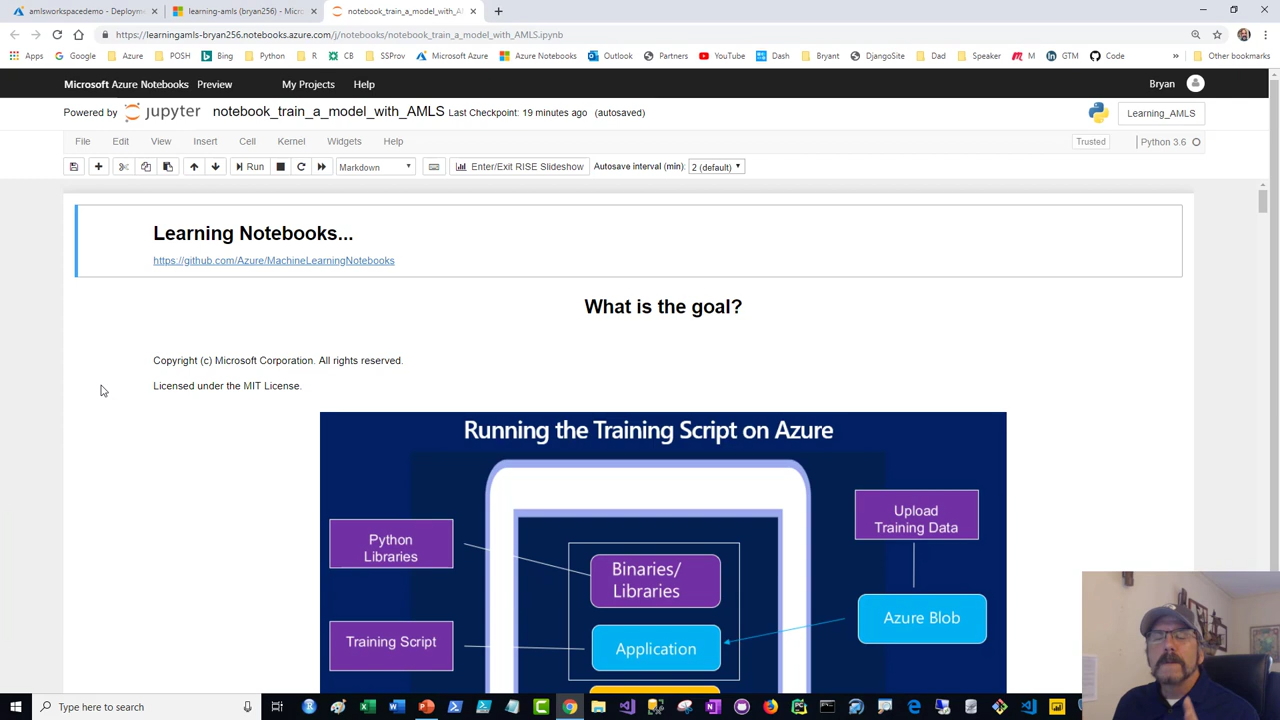 amlsworkspacedemo - Deployme
learning-amls (bryan256) - Micro
notebook_train_a_model_with_A
https://learningamls-bryan256.notebooks.azure.com/j/notebooks/notebook_train_a_model_with_AMLS.ipynb
Apps Google Azure POSH Bing Python R CB SSProv Microsoft Azure Azure Notebooks Outlook Partners YouTube Dash Bryant DjangoSite Dad Speaker M GTM Code » Other bookmarks
Microsoft Azure Notebooks Preview My Projects Help Bryan
Powered by jupyter notebook_train_a_model_with_AMLS Last Checkpoint: 19 minutes ago (autosaved) Learning_AMLS
File Edit View Insert Cell Kernel Widgets Help Trusted Python 3.6
Run Markdown Enter/Exit RISE Slideshow Autosave interval (min): 2 (default)
Learning Notebooks...
https://github.com/Azure/MachineLearningNotebooks
What is the goal?
Copyright (c) Microsoft Corporation. All rights reserved.
Licensed under the MIT License.
Running the Training Script on Azure
Python
Libraries
Binaries/
Libraries
Upload
Training Data
Training Script
Application
Azure Blob
Type here to search